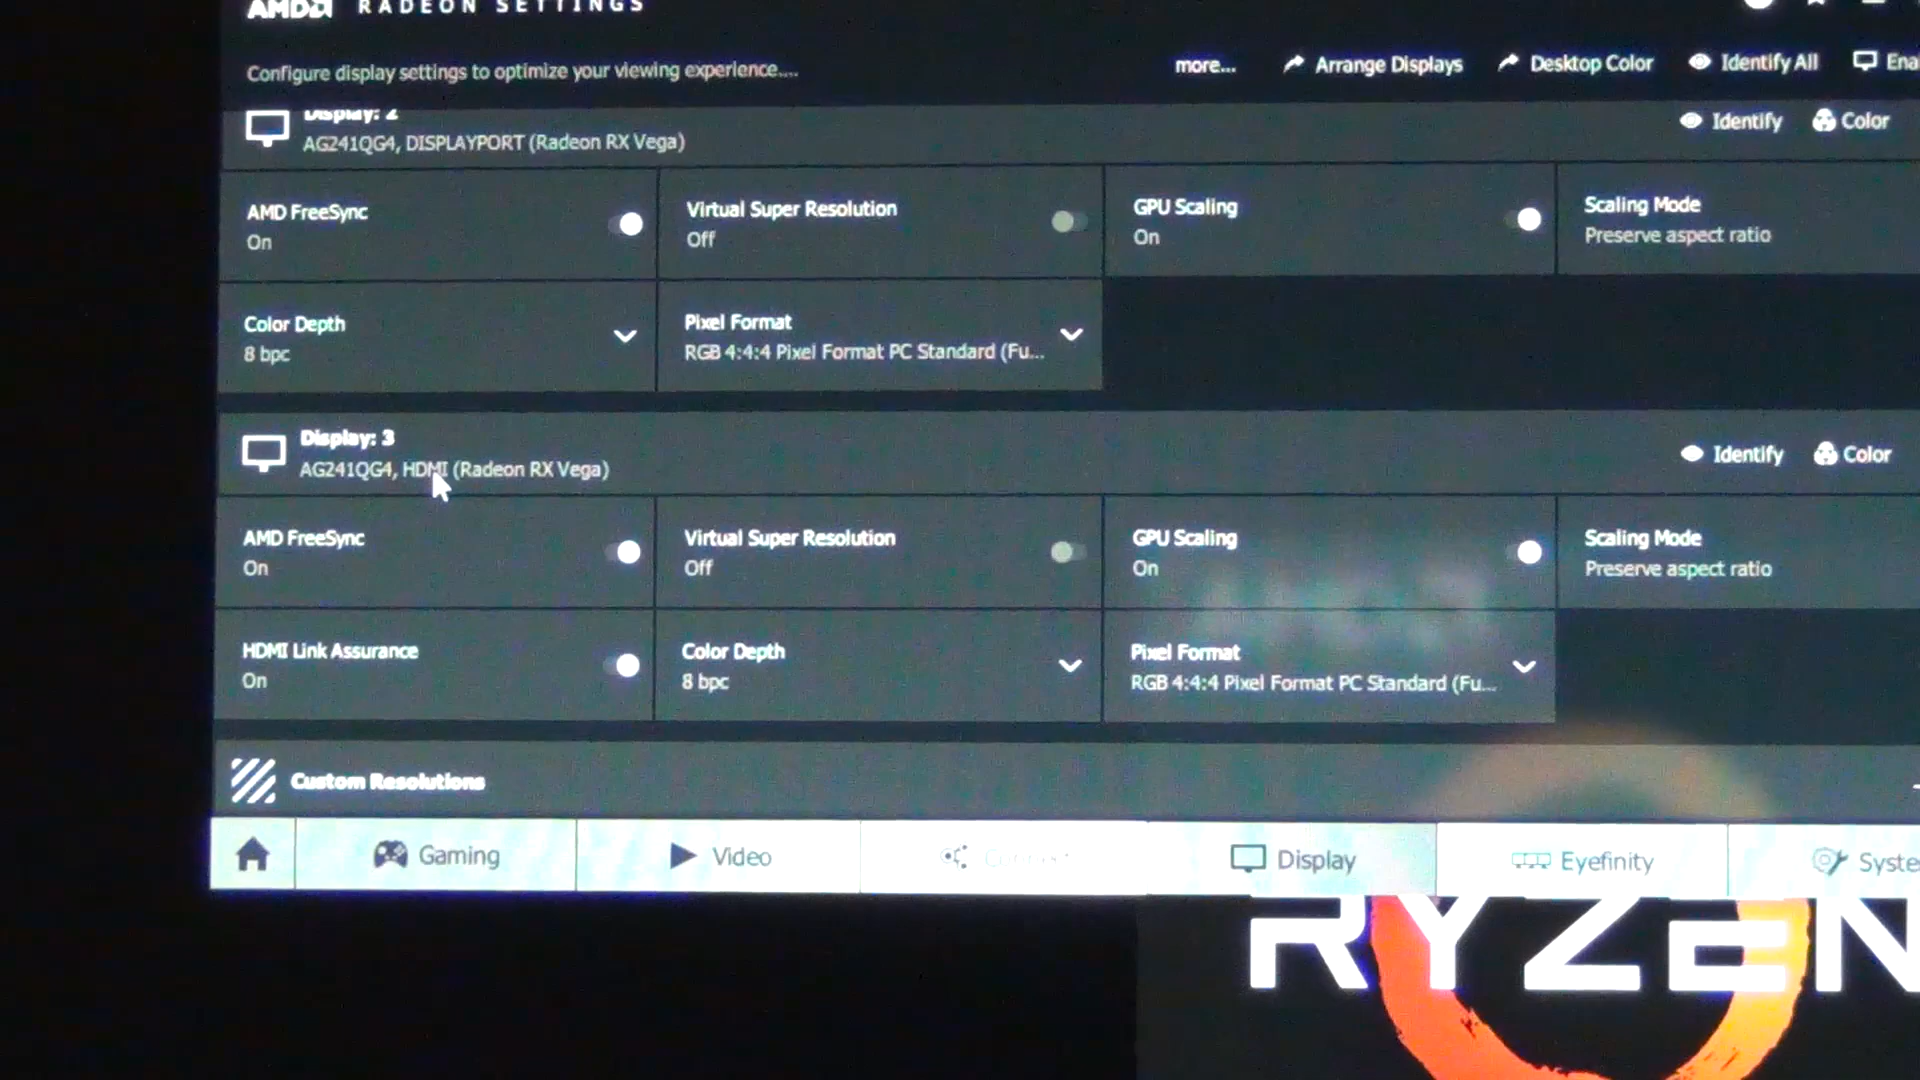 AMD RADEON SETTINGS
Configure display settings to optimize your viewing experience....
more... Arrange Displays Desktop Color Identify All Ena
Display: 2
AG241QG4, DISPLAYPORT (Radeon RX Vega)
Identify Color
AMD FreeSync
On
Virtual Super Resolution
Off
GPU Scaling
On
Scaling Mode
Preserve aspect ratio
Color Depth
8 bpc
Pixel Format
RGB 4:4:4 Pixel Format PC Standard (Fu...
Display: 3
AG241QG4, HDMI (Radeon RX Vega)
Identify Color
AMD FreeSync
On
Virtual Super Resolution
Off
GPU Scaling
On
Scaling Mode
Preserve aspect ratio
HDMI Link Assurance
On
Color Depth
8 bpc
Pixel Format
RGB 4:4:4 Pixel Format PC Standard (Fu...
Custom Resolutions
Gaming Video Display Eyefinity Syste
RYZEN